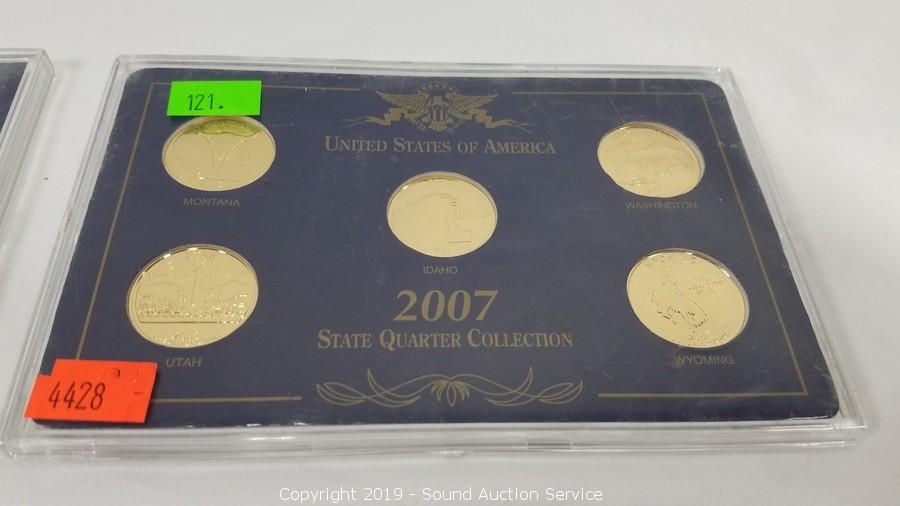 121.
UNITED STATES OF AMERICA
MONTANA
WASHINGTON
IDAHO
2007
STATE QUARTER COLLECTION
UTAH
WYOMING
4428
Copyright 2019 - Sound Auction Service